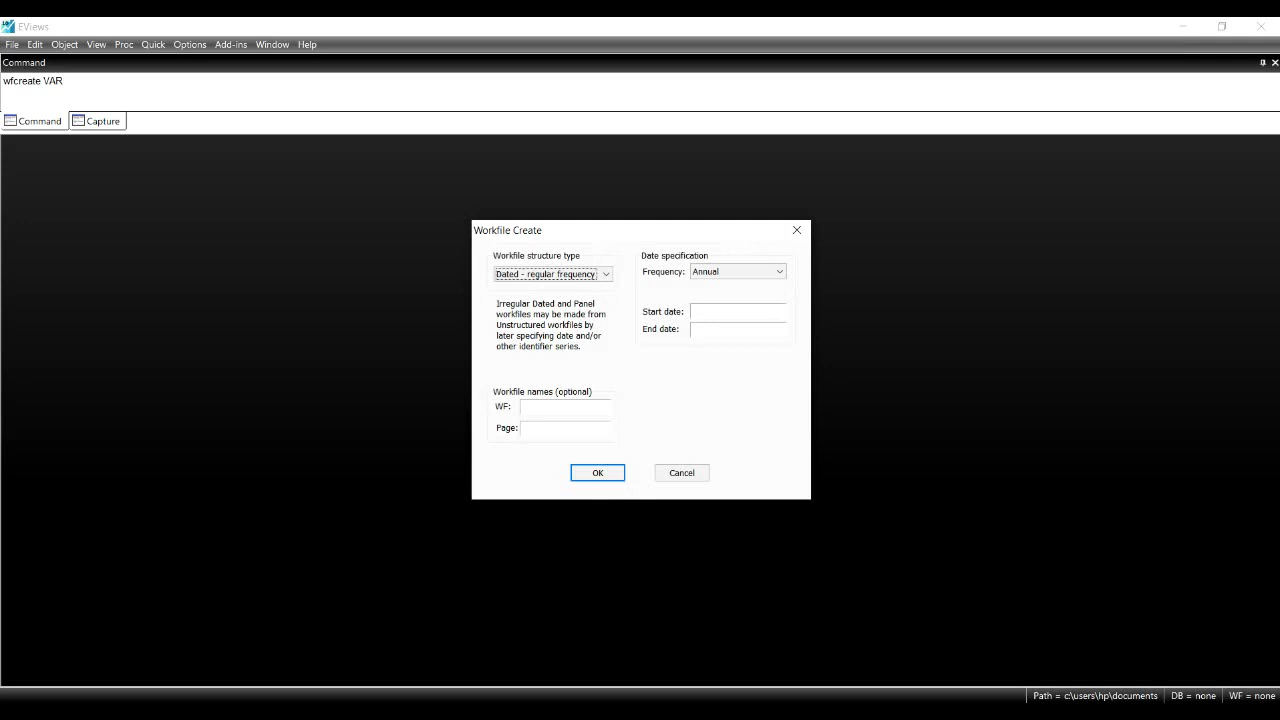 EViews
File Edit Object View Proc Quick Options Add-ins Window Help
Command
wfcreate VAR
Command Capture
Workfile Create
Workfile structure type
Dated - regular frequency
Irregular Dated and Panel
workfiles may be made from
Unstructured workfiles by
later specifying date and/or
other identifier series.
Date specification
Frequency: Annual
Start date:
End date:
Workfile names (optional)
WF:
Page:
OK Cancel
Path = c:\users\hp\documents DB = none WF = none